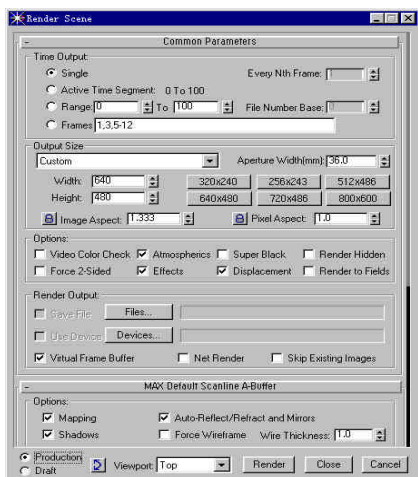 Render Scene
Common Parameters
Time Output:
Single
Every Nth Frame: 1
Active Time Segment: 0 To 100
Range: 0 To 100
File Number Base: 0
Frames 1,3,5-12
Output Size
Custom
Aperture Width(mm): 36.0
Width: 640
320x240
256x243
512x486
Height: 480
640x480
720x486
800x600
Image Aspect: 1.333
Pixel Aspect: 1.0
Options:
Video Color Check
Atmospherics
Super Black
Render Hidden
Force 2-Sided
Effects
Displacement
Render to Fields
Render Output:
Save File
Files...
Use Device
Devices...
Virtual Frame Buffer
Net Render
Skip Existing Images
MAX Default Scanline A-Buffer
Options:
Mapping
Auto-Reflect/Refract and Mirrors
Shadows
Force Wireframe
Wire Thickness: 1.0
Production
Draft
Viewport: Top
Render
Close
Cancel